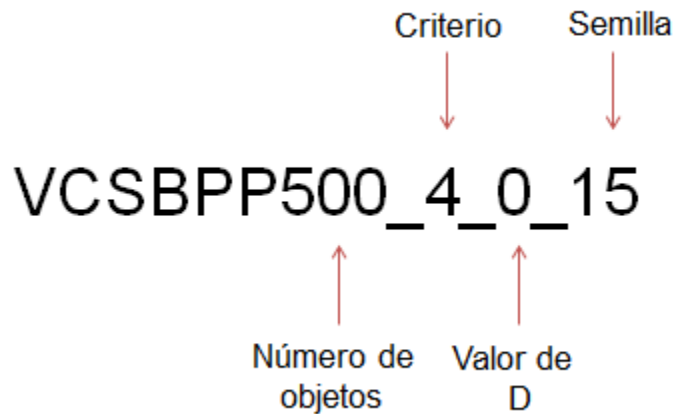 Criterio Semilla
VCSBPP500_4_0_15
Número de objetos
Valor de D